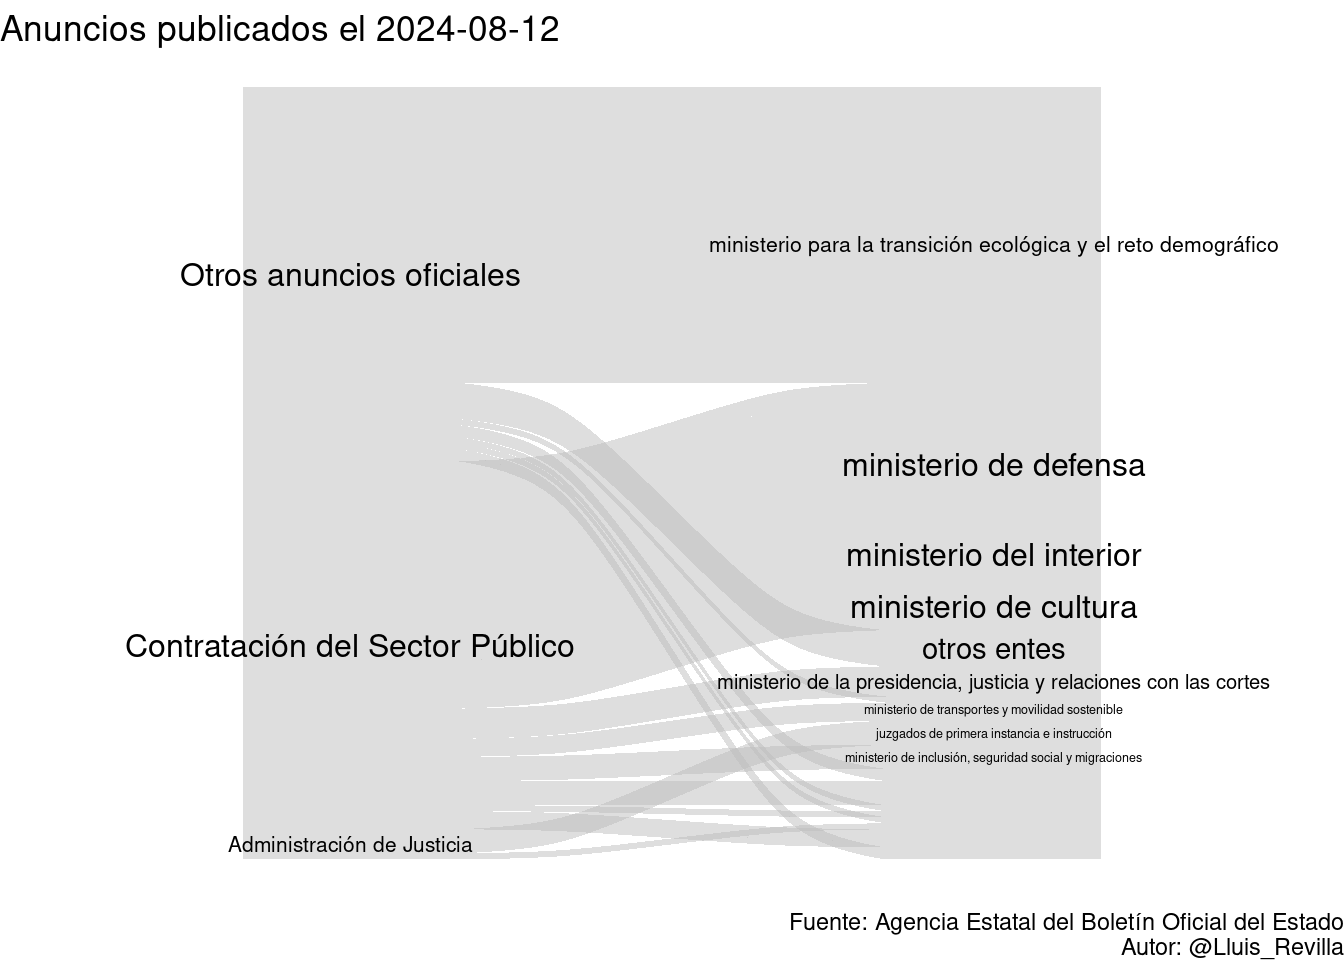 Anuncios publicados el 2024-08-12
ministerio para la transición ecológica y el reto demográfico
Otros anuncios oficiales
ministerio de defensa
ministerio del interior
ministerio de cultura
Contratación del Sector Público
otros entes
ministerio de la presidencia, justicia y relaciones con las cortes
ministerio de transportes y movilidad sostenible
juzgados de primera instancia e instrucción
ministerio de inclusión, seguridad social y migraciones
Administración de Justicia
Fuente: Agencia Estatal del Boletín Oficial del Estado
Autor: @Lluis_Revilla